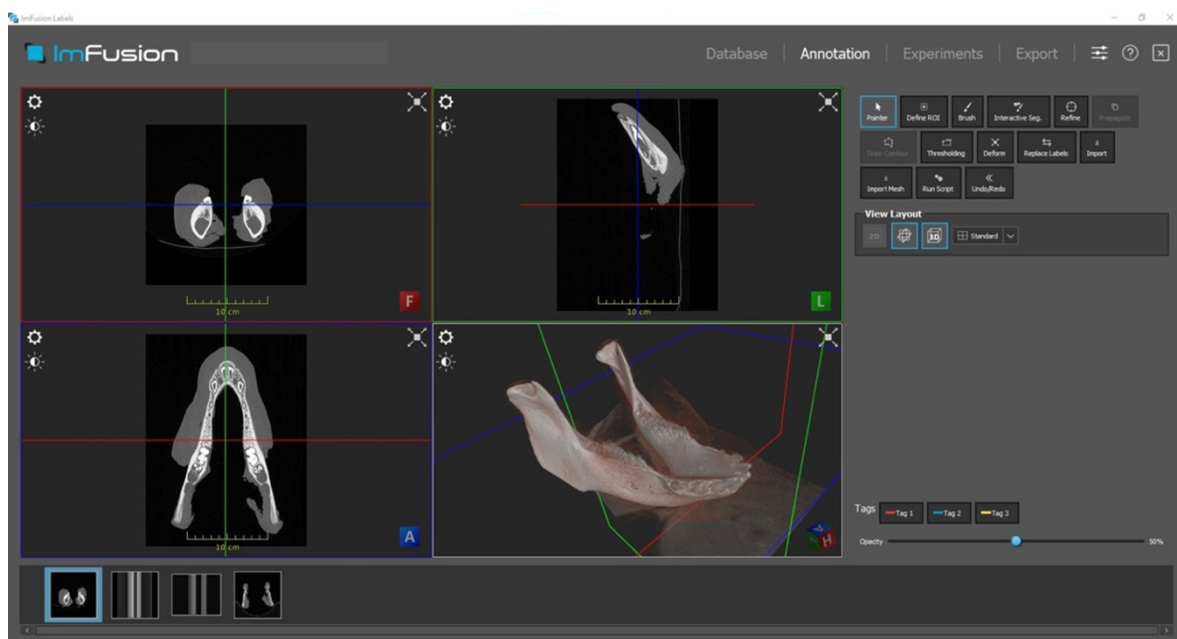 ImFusion Labels
ImFusion
Database Annotation Experiments Export
Pointer Define ROI Brush Interactive Seg. Refine Propagate
Draw Contour Thresholding Deform Replace Labels Import
Import Mesh Run Script Undo/Redo
View Layout
2D 3D Standard
10 cm
F
10 cm
L
10 cm
A
A H
Tags Tag 1 Tag 2 Tag 3
Opacity 50%